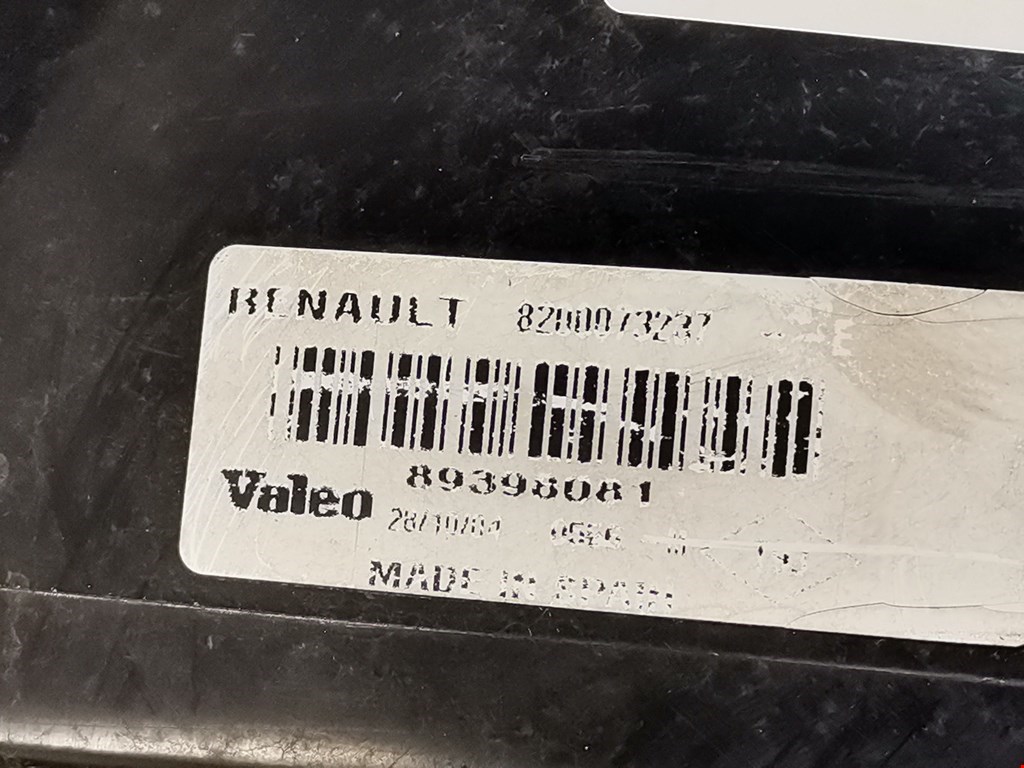 RENAULT 8200073237
Valeo 89398081
28/10/04
MADE IN SPAIN